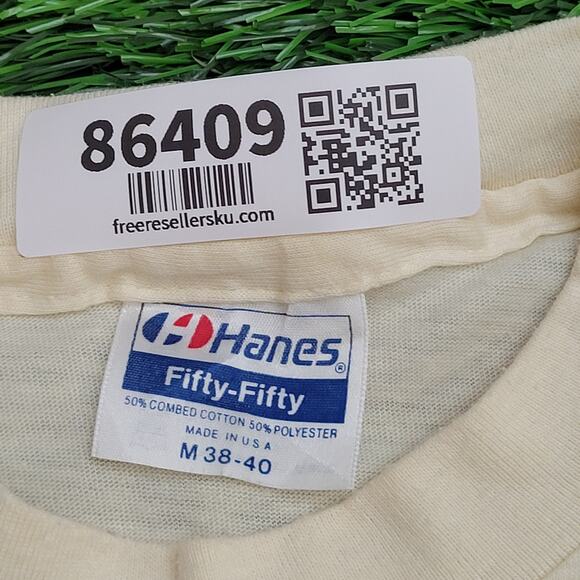 86409
freeresellersku.com
Hanes®
Fifty-Fifty
50% COMBED COTTON 50% POLYESTER
MADE IN U S A
M 38-40